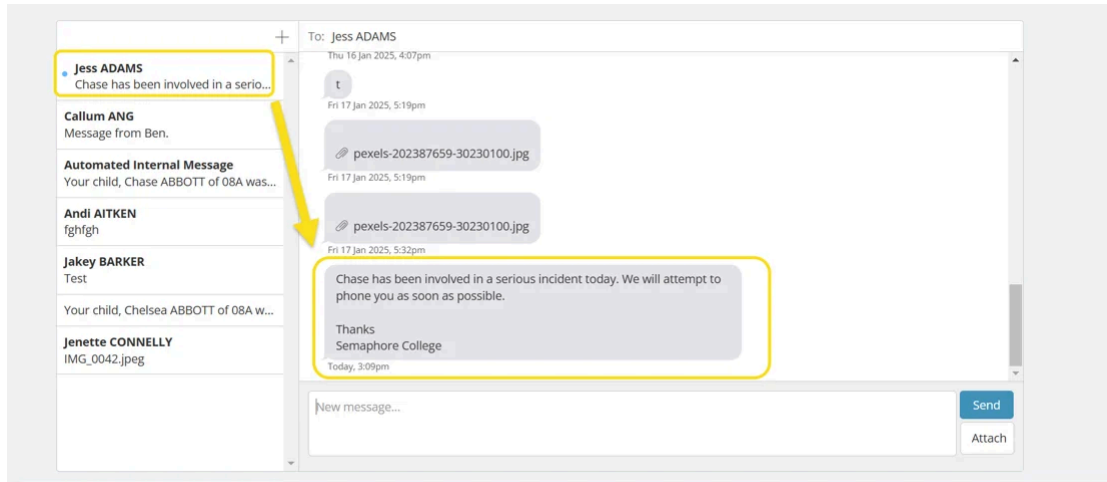 Jess ADAMS
Chase has been involved in a serio...
Callum ANG
Message from Ben.
Automated Internal Message
Your child, Chase ABBOTT of 08A was...
Andi AITKEN
fghfgh
Jakey BARKER
Test
Your child, Chelsea ABBOTT of 08A w...
Jenette CONNELLY
IMG_0042.jpeg
To: Jess ADAMS
Thu 16 Jan 2025, 4:07pm
t
Fri 17 Jan 2025, 5:19pm
pexels-202387659-30230100.jpg
Fri 17 Jan 2025, 5:19pm
pexels-202387659-30230100.jpg
Fri 17 Jan 2025, 5:32pm
Chase has been involved in a serious incident today. We will attempt to
phone you as soon as possible.
Thanks
Semaphore College
Today, 3:09pm
New message...
Send
Attach